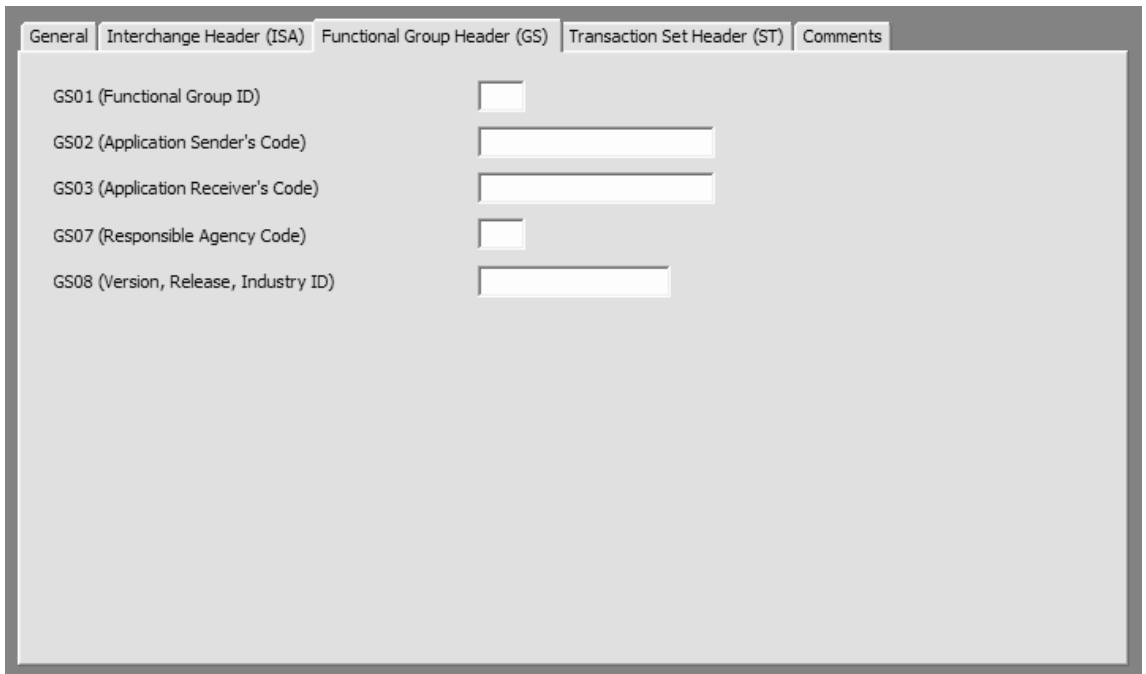 General Interchange Header (ISA) Functional Group Header (GS) Transaction Set Header (ST) Comments
GS01 (Functional Group ID)
GS02 (Application Sender's Code)
GS03 (Application Receiver's Code)
GS07 (Responsible Agency Code)
GS08 (Version, Release, Industry ID)